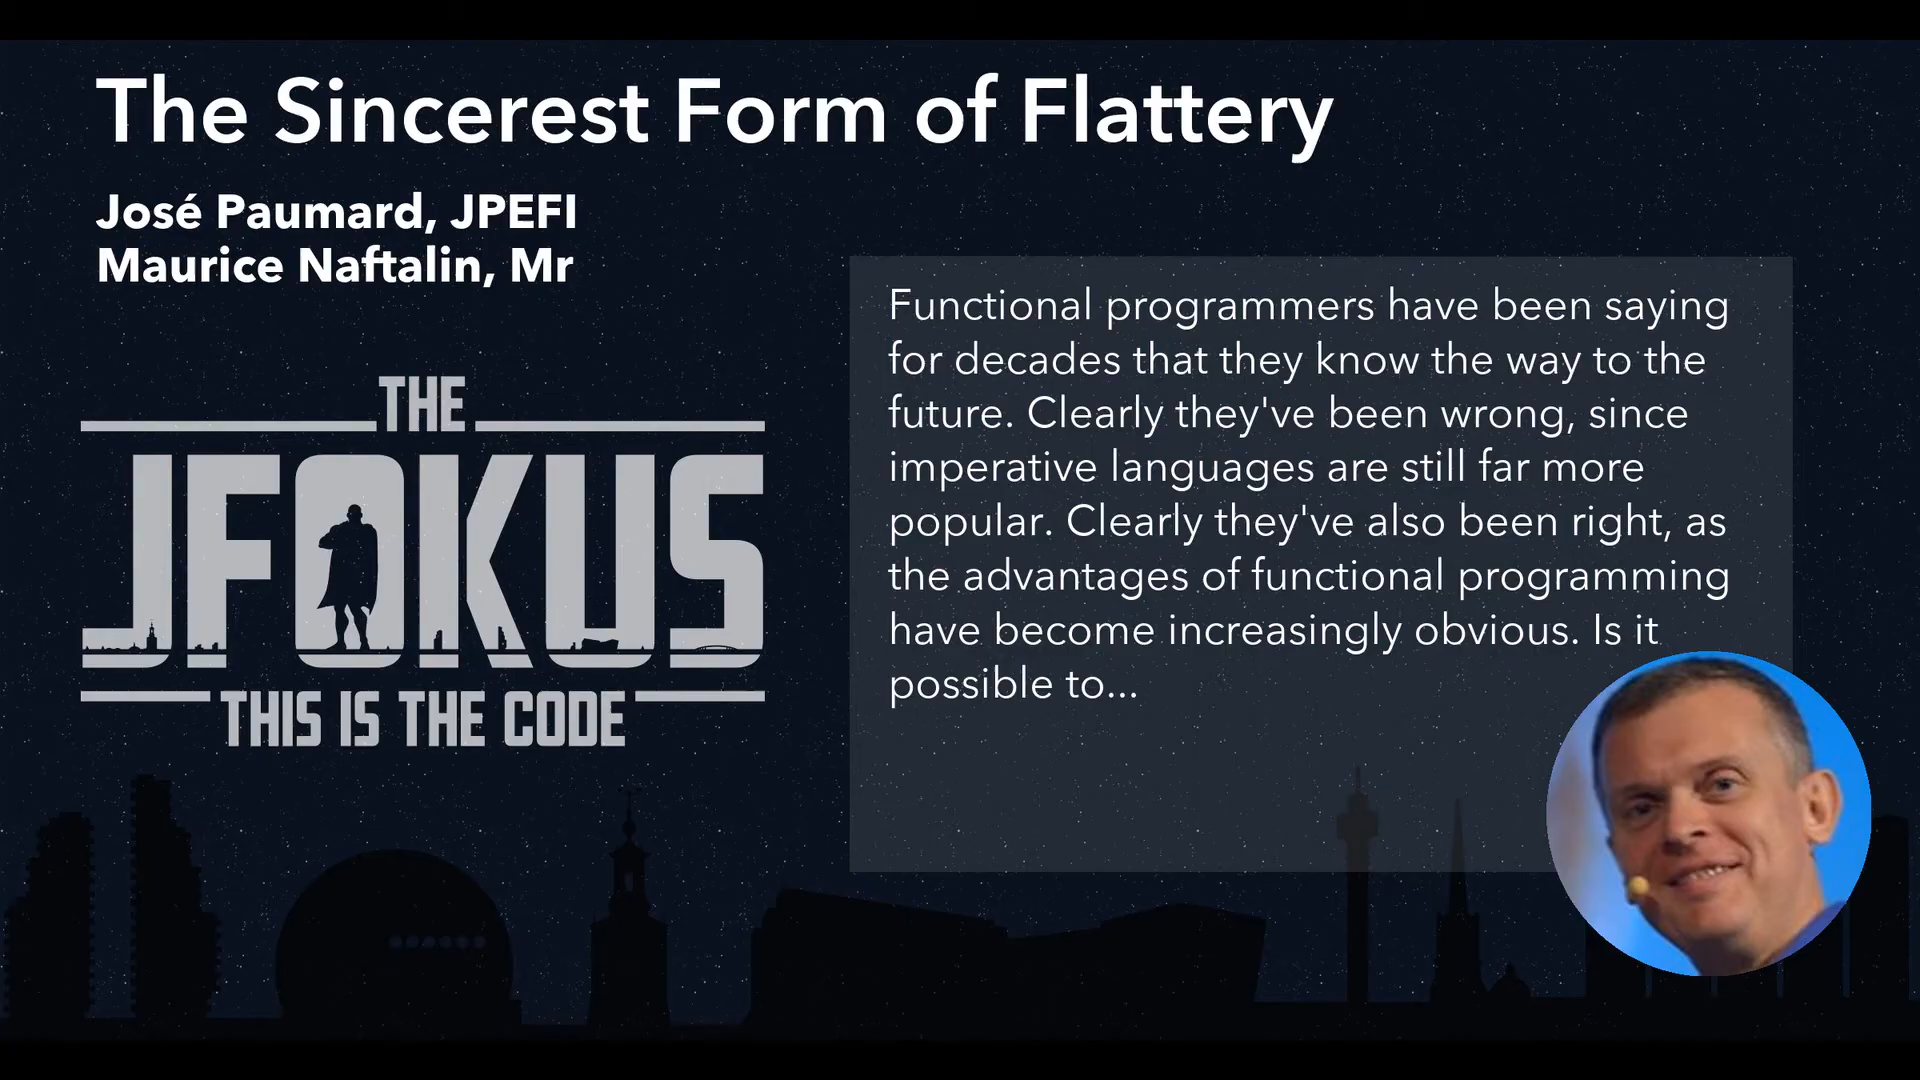 The Sincerest Form of Flattery
José Paumard, JPEFI
Maurice Naftalin, Mr
THE
JFOKUS
THIS IS THE CODE
Functional programmers have been saying
for decades that they know the way to the
future. Clearly they've been wrong, since
imperative languages are still far more
popular. Clearly they've also been right, as
the advantages of functional programming
have become increasingly obvious. Is it
possible to...